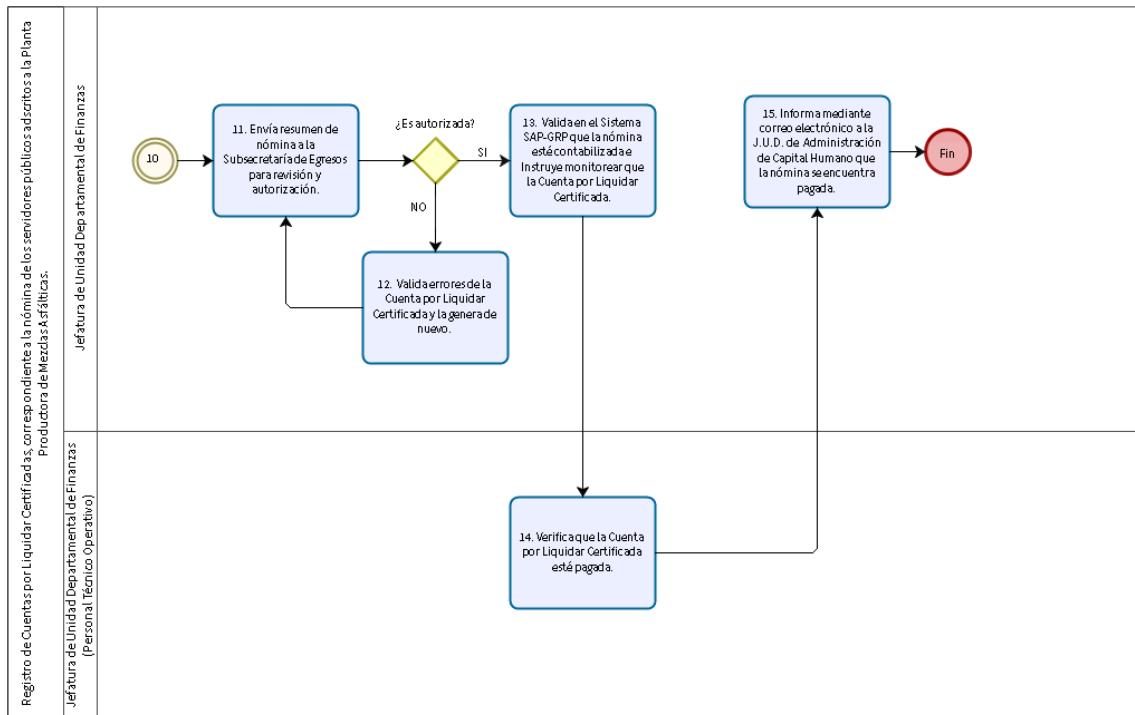 Registro de Cuentas por Liquidar Certificadas, correspondiente a la nómina de los servidores públicos adscritos a la Planta
Productora de Mezclas Asfálticas.
Jefatura de Unidad Departamental de Finanzas
10
11. Envía resumen de
nómina a la
Subsecretaría de Egresos
para revisión y
autorización.
¿Es autorizada?
SI
NO
12. Valida errores de la
Cuenta por Liquidar
Certificada y la genera de
nuevo.
13. Valida en el Sistema
SAP-GRP que la nómina
esté contabilizada e
Instruye monitorear que
la Cuenta por Liquidar
Certificada.
15. Informa mediante
correo electrónico a la
J.U.D. de Administración
de Capital Humano que
la nómina se encuentra
pagada.
Fin
Jefatura de Unidad Departamental de Finanzas
(Personal Técnico Operativo)
14. Verifica que la Cuenta
por Liquidar Certificada
esté pagada.